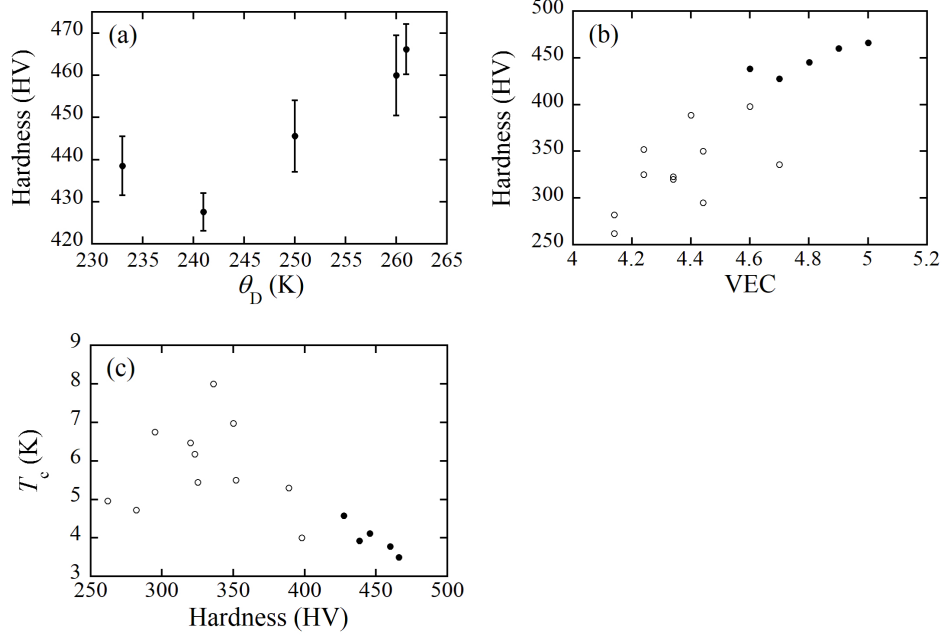 (a)
Hardness (HV)
470
460
450
440
430
420
230 235 240 245 250 255 260 265
θD (K)
(b)
Hardness (HV)
500
450
400
350
300
250
4 4.2 4.4 4.6 4.8 5 5.2
VEC
(c)
Tc (K)
9
8
7
6
5
4
3
250 300 350 400 450 500
Hardness (HV)